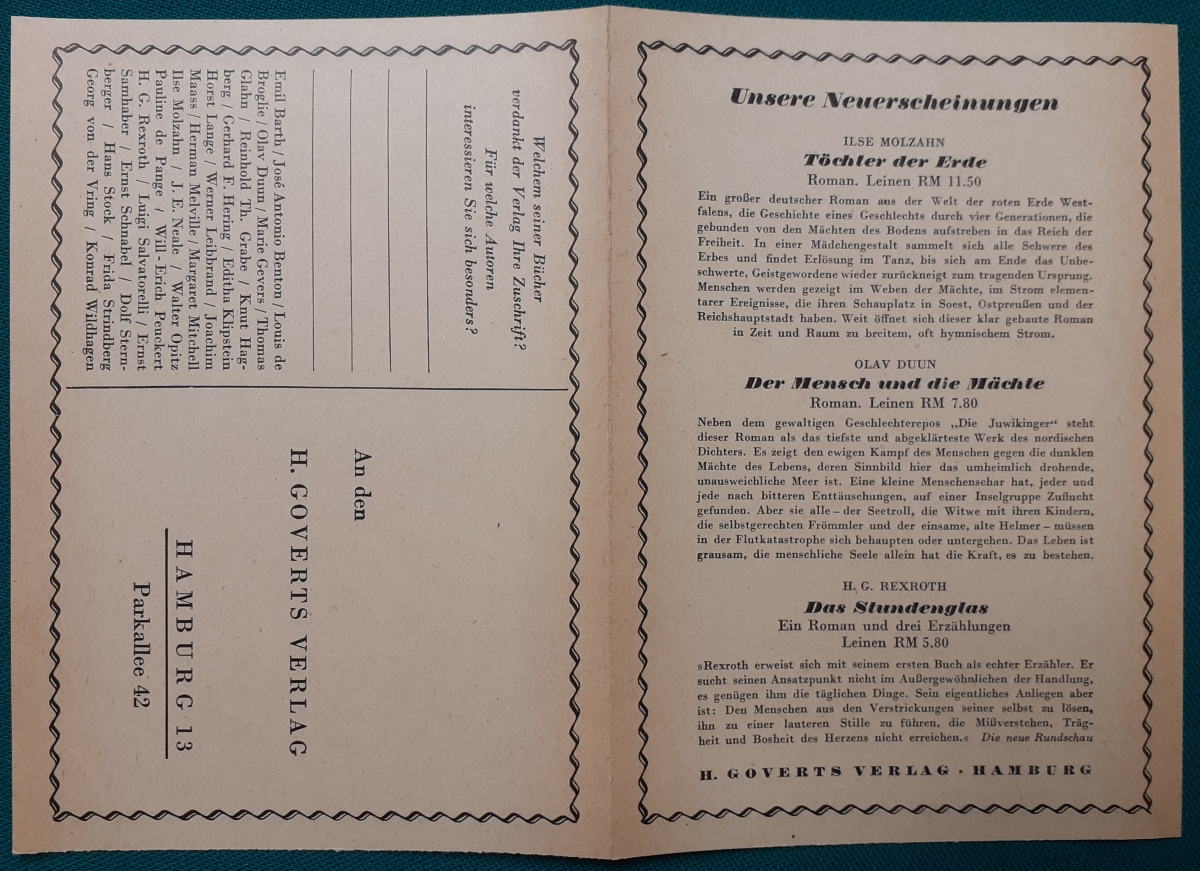 Welchem seiner Bücher
verdankt der Verlag Ihre Zuschrift?
Für welche Autoren
interessieren Sie sich besonders?
Emil Barth / José Antonio Benton / Louis de
Broglie / Olav Duun / Marie Gevers / Thomas
Glahn / Reinhold Th. Grabe / Knut Hag-
berg / Gerhard F. Hering / Editha Klipstein
Horst Lange / Werner Leibbrand / Joachim
Maass / Herman Melville / Margaret Mitchell
Ilse Molzahn / J. E. Neale / Walter Opitz
Pauline de Pange / Will-Erich Peuckert
H. G. Rexroth / Luigi Salvatorelli / Ernst
Samhaber / Ernst Schnabel / Dolf Stern-
berger / Hans Stock / Frida Strindberg
Georg von der Vring / Konrad Wildhagen
An den
H. GOVERTS VERLAG
HAMBURG 13
Parkallee 42
Unsere Neuerscheinungen
ILSE MOLZAHN
Töchter der Erde
Roman. Leinen RM 11.50
Ein großer deutscher Roman aus der Welt der roten Erde West-
falens, die Geschichte eines Geschlechts durch vier Generationen, die
gebunden von den Mächten des Bodens aufstreben in das Reich der
Freiheit. In einer Mädchengestalt sammelt sich alle Schwere des
Erbes und findet Erlösung im Tanz, bis sich am Ende das Unbe-
schwerte, Geistgewordene wieder zurückneigt zum tragenden Ursprung.
Menschen werden gezeigt im Weben der Mächte, im Strom elemen-
tarer Ereignisse, die ihren Schauplatz in Soest, Ostpreußen und der
Reichshauptstadt haben. Weit öffnet sich dieser klar gebaute Roman
in Zeit und Raum zu breitem, oft hymnischem Strom.
OLAV DUUN
Der Mensch und die Mächte
Roman. Leinen RM 7.80
Neben dem gewaltigen Geschlechterepos „Die Juwikinger“ steht
dieser Roman als das tiefste und abgeklärteste Werk des nordischen
Dichters. Es zeigt den ewigen Kampf des Menschen gegen die dunklen
Mächte des Lebens, deren Sinnbild hier das umheimlich drohende,
unausweichliche Meer ist. Eine kleine Menschenschar hat, jeder und
jede nach bitteren Enttäuschungen, auf einer Inselgruppe Zuflucht
gefunden. Aber sie alle – der Seetroll, die Witwe mit ihren Kindern,
die selbstgerechten Frömmler und der einsame, alte Helmer – müssen
in der Flutkatastrophe sich behaupten oder untergehen. Das Leben ist
grausam, die menschliche Seele allein hat die Kraft, es zu bestehen.
H. G. REXROTH
Das Stundenglas
Ein Roman und drei Erzählungen
Leinen RM 5.80
»Rexroth erweist sich mit seinem ersten Buch als echter Erzähler. Er
sucht seinen Ansatzpunkt nicht im Außergewöhnlichen der Handlung,
es genügen ihm die täglichen Dinge. Sein eigentliches Anliegen aber
ist: Den Menschen aus den Verstrickungen seiner selbst zu lösen,
ihn zu einer lauteren Stille zu führen, die Mißverstehen, Träg-
heit und Bosheit des Herzens nicht erreichen.« Die neue Rundschau
H. GOVERTS VERLAG · HAMBURG